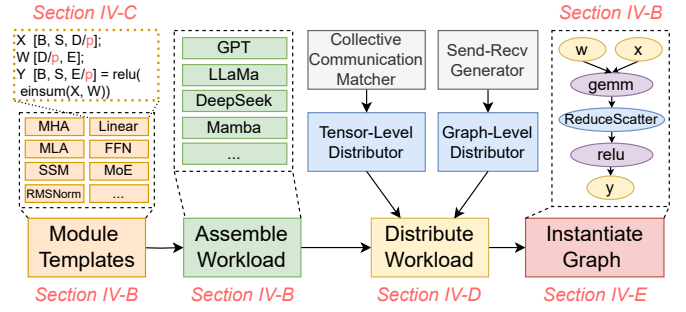 Section IV-C
X [B, S, D/p];
W [D/p, E];
Y [B, S, E/p] = relu(
einsum(X, W))
MHA
Linear
MLA
FFN
SSM
MoE
RMSNorm
...
Module
Templates
Section IV-B
GPT
LLaMa
DeepSeek
Mamba
...
Assemble
Workload
Section IV-B
Collective
Communication
Matcher
Send-Recv
Generator
Tensor-Level
Distributor
Graph-Level
Distributor
Distribute
Workload
Section IV-D
Section IV-B
w
x
gemm
ReduceScatter
relu
y
Instantiate
Graph
Section IV-E